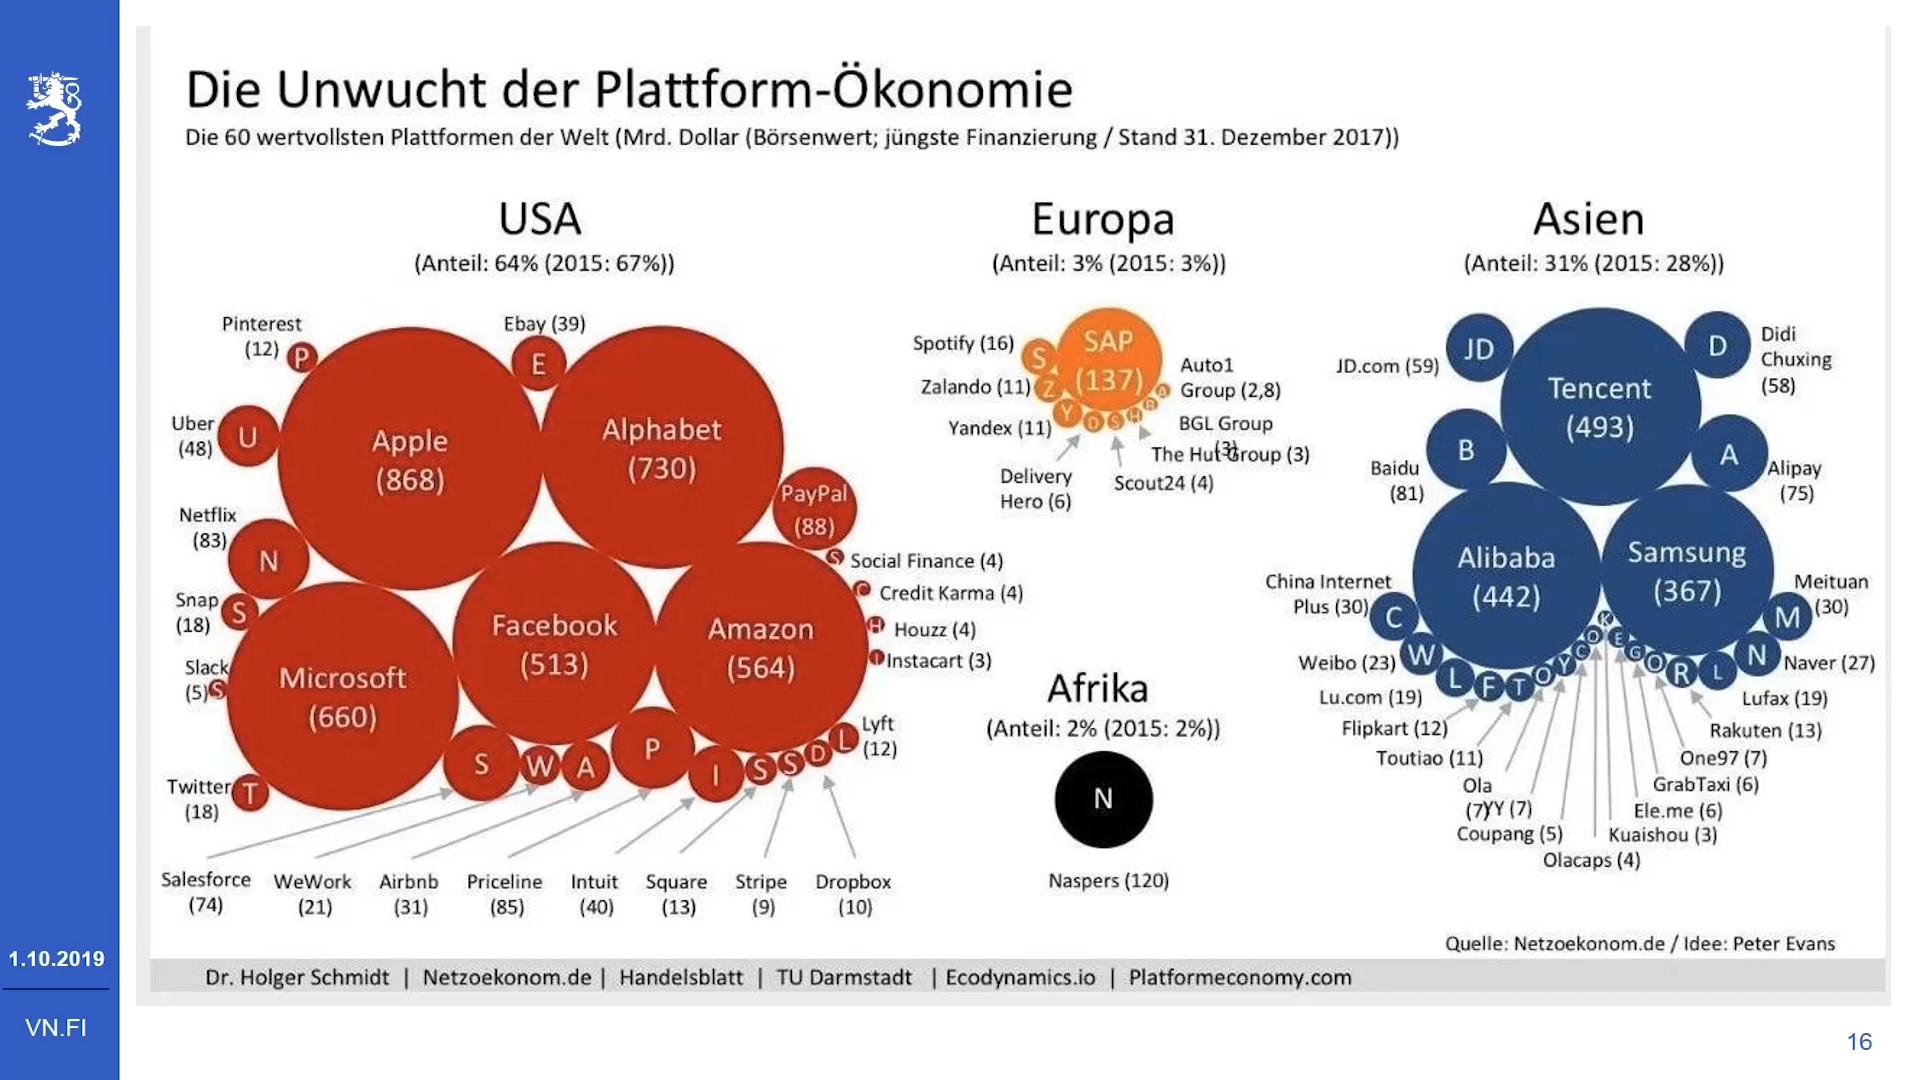 Die Unwucht der Plattform-Ökonomie
Die 60 wertvollsten Plattformen der Welt (Mrd. Dollar (Börsenwert; jüngste Finanzierung / Stand 31. Dezember 2017))
USA
(Anteil: 64% (2015: 67%))
Pinterest
(12)
P
Ebay (39)
E
Uber
(48)
U
Apple
(868)
Alphabet
(730)
PayPal
(88)
Netflix
(83)
N
S
Social Finance (4)
C
Credit Karma (4)
Snap
(18)
S
H
Houzz (4)
I
Instacart (3)
Facebook
(513)
Amazon
(564)
Slack
(5)
S
Microsoft
(660)
Lyft
(12)
L
Twitter
(18)
T
S
W
A
P
I
S
S
D
Salesforce
(74)
WeWork
(21)
Airbnb
(31)
Priceline
(85)
Intuit
(40)
Square
(13)
Stripe
(9)
Dropbox
(10)
Europa
(Anteil: 3% (2015: 3%))
SAP
(137)
Spotify (16)
S
Zalando (11)
Z
Yandex (11)
Y
D
S
H
B
A
Auto1
Group (2,8)
BGL Group
(3)
The Hut Group (3)
Scout24 (4)
Delivery
Hero (6)
Afrika
(Anteil: 2% (2015: 2%))
N
Naspers (120)
Asien
(Anteil: 31% (2015: 28%))
JD.com (59)
JD
Tencent
(493)
D
Didi
Chuxing
(58)
Baidu
(81)
B
A
Alipay
(75)
Alibaba
(442)
Samsung
(367)
China Internet
Plus (30)
C
Meituan
(30)
M
Weibo (23)
W
N
Naver (27)
Lu.com (19)
L
F
T
O
Y
C
O
K
E
G
O
R
L
Lufax (19)
Flipkart (12)
Rakuten (13)
Toutiao (11)
One97 (7)
Ola
(7)
YY (7)
GrabTaxi (6)
Ele.me (6)
Coupang (5)
Kuaishou (3)
Olacaps (4)
Quelle: Netzoekonom.de / Idee: Peter Evans
Dr. Holger Schmidt | Netzoekonom.de | Handelsblatt | TU Darmstadt | Ecodynamics.io | Platformeconomy.com
1.10.2019
VN.FI
16